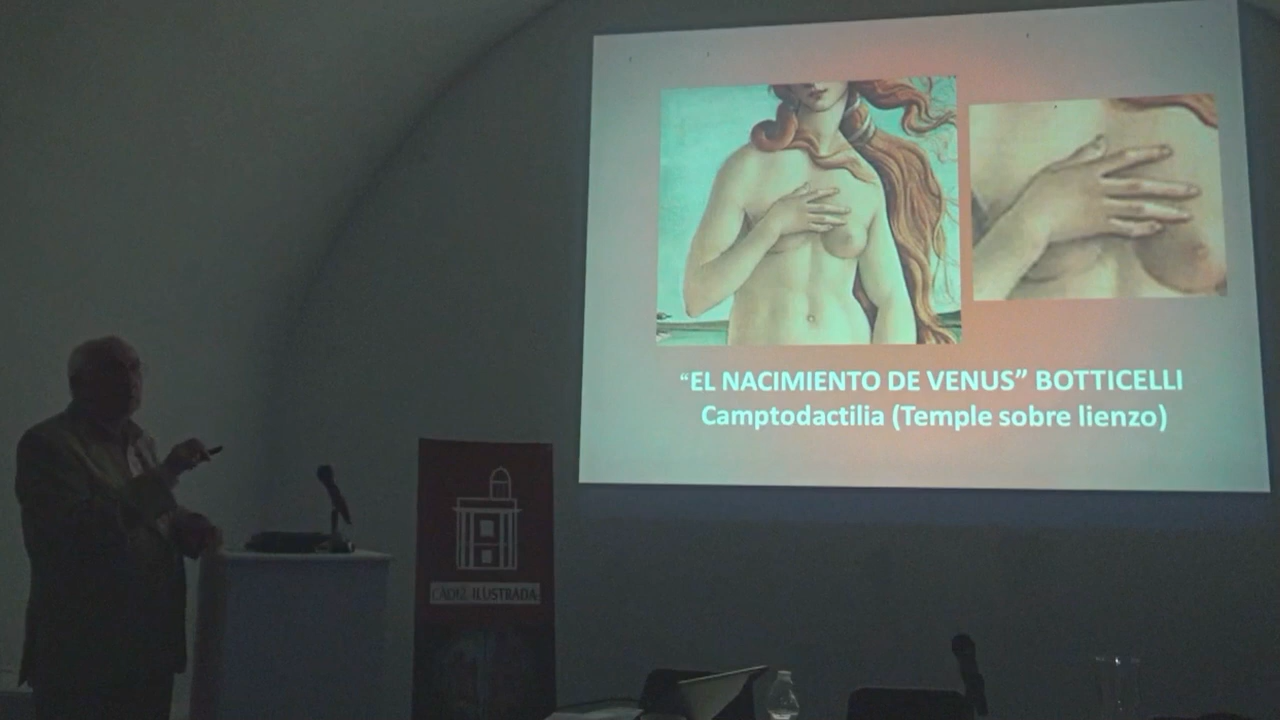 “EL NACIMIENTO DE VENUS” BOTTICELLI
Camptodactilia (Temple sobre lienzo)
CÁDIZ ILUSTRADA